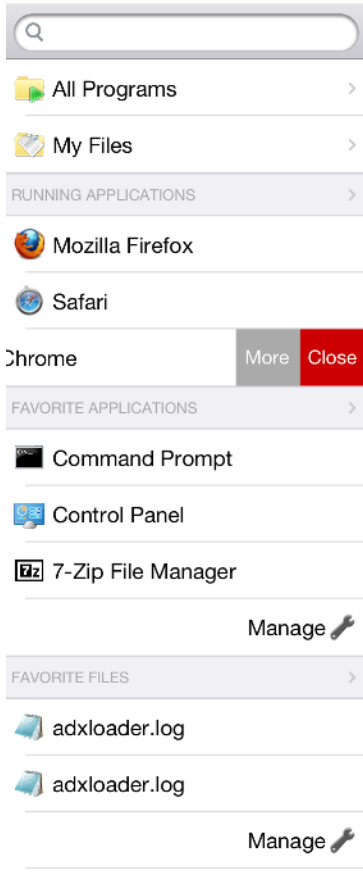 All Programs
My Files
RUNNING APPLICATIONS
Mozilla Firefox
Safari
Chrome More Close
FAVORITE APPLICATIONS
Command Prompt
Control Panel
7z 7-Zip File Manager
Manage
FAVORITE FILES
adxloader.log
adxloader.log
Manage